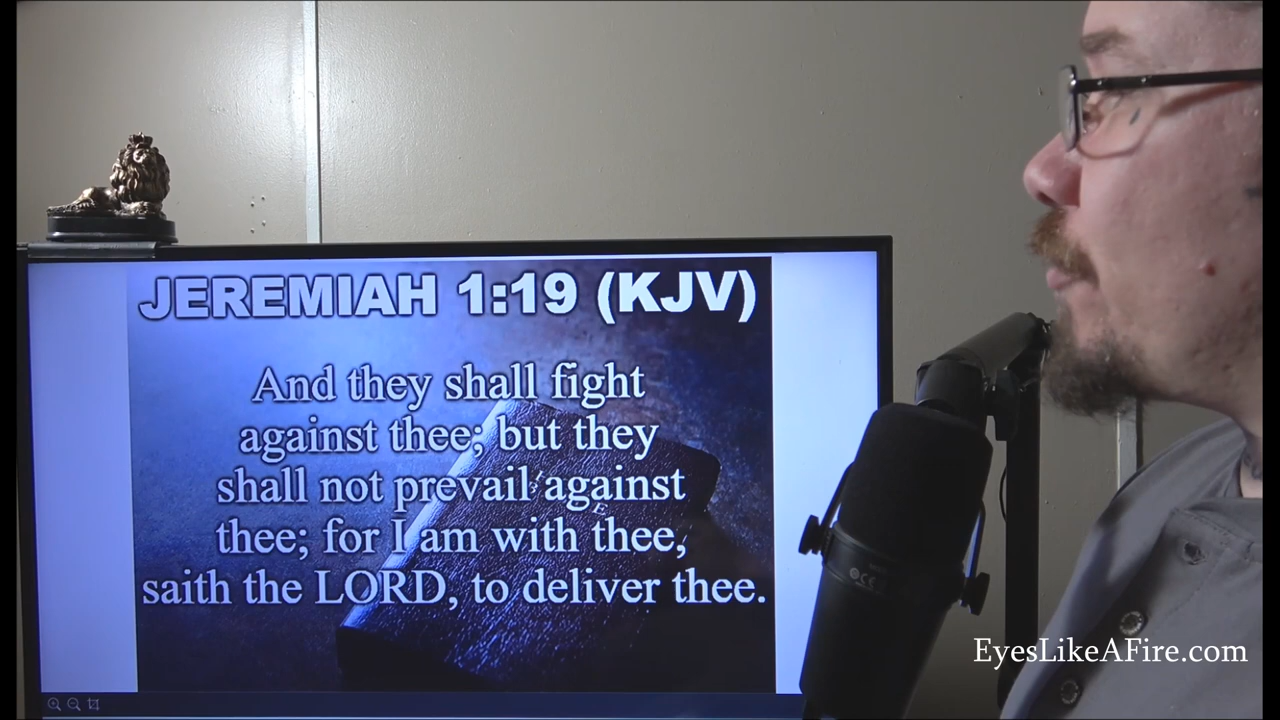 JEREMIAH 1:19 (KJV)
And they shall fight
against thee; but they
shall not prevail against
thee; for I am with thee,
saith the LORD, to deliver thee.
EyesLikeAFire.com